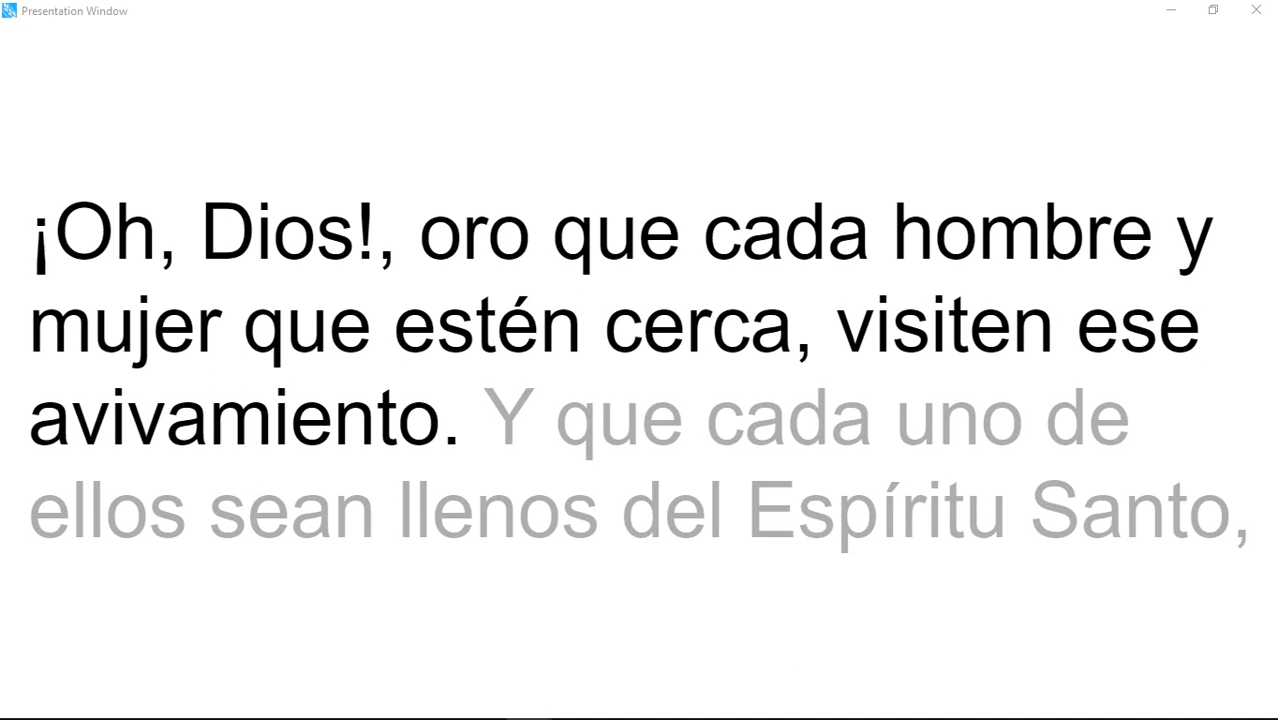 Presentation Window
¡Oh, Dios!, oro que cada hombre y
mujer que estén cerca, visiten ese
avivamiento. Y que cada uno de
ellos sean llenos del Espíritu Santo,